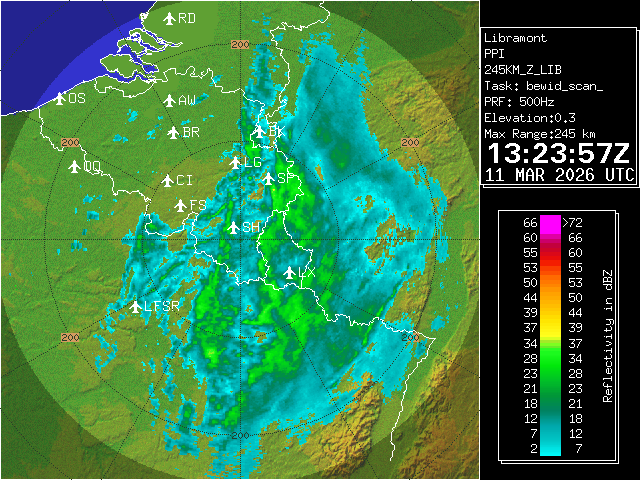 Libramont
PPI
245KM_Z_LIB
Task: bewid_scan_
PRF: 500Hz
Elevation:0.3
Max Range:245 km
13:23:57Z
11 MAR 2026 UTC
RD
200
OS
AW
BR
200
200
LG
CI
SP
FS
SH
LX
LFSR
200
200
200
66 >72
60 66
55 60
53 55
50 53
44 50
39 44
37 39
34 37
28 34
23 28
21 23
18 21
12 18
7 12
2 7
Reflectivity in dBZ